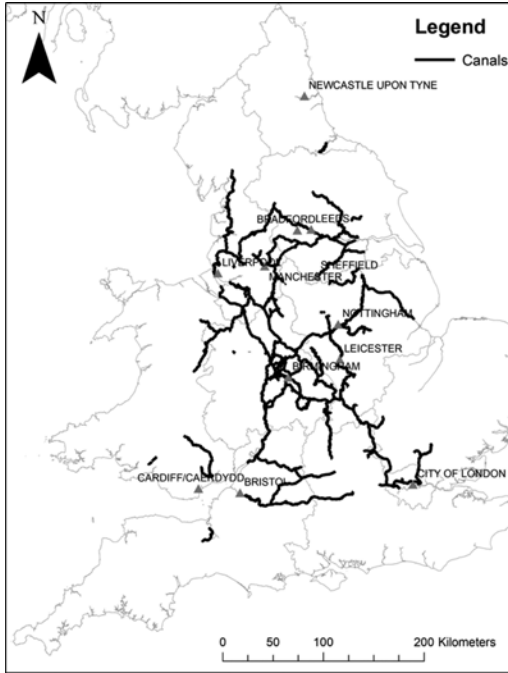 N
Legend
Canals
NEWCASTLE UPON TYNE
BRADFORD LEEDS
LIVERPOOL
MANCHESTER
SHEFFIELD
NOTTINGHAM
LEICESTER
BIRMINGHAM
CARDIFF/CAERDYDD
BRISTOL
CITY OF LONDON
0 50 100 200 Kilometers